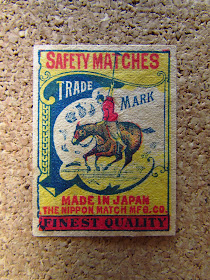 SAFETY MATCHES
TRADE
MARK
MADE IN JAPAN
THE NIPPON MATCH MFG. CO.
FINEST QUALITY